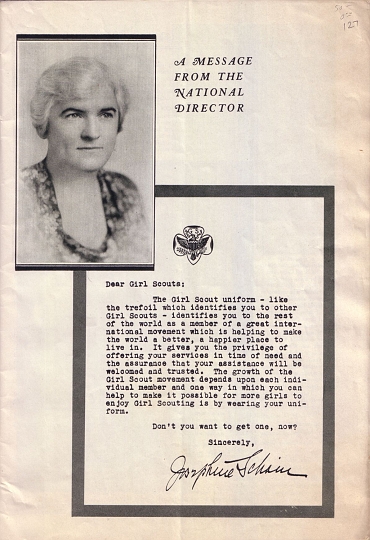 A MESSAGE
FROM THE
NATIONAL
DIRECTOR
Dear Girl Scouts:
The Girl Scout uniform - like
the trefoil which identifies you to other
Girl Scouts - identifies you to the rest
of the world as a member of a great inter-
national movement which is helping to make
the world a better, a happier place to
live in. It gives you the privilege of
offering your services in time of need and
the assurance that your assistance will be
welcomed and trusted. The growth of the
Girl Scout movement depends upon each indi-
vidual member and one way in which you can
help to make it possible for more girls to
enjoy Girl Scouting is by wearing your uni-
form.
Don't you want to get one, now?
Sincerely,
Josephine Schain